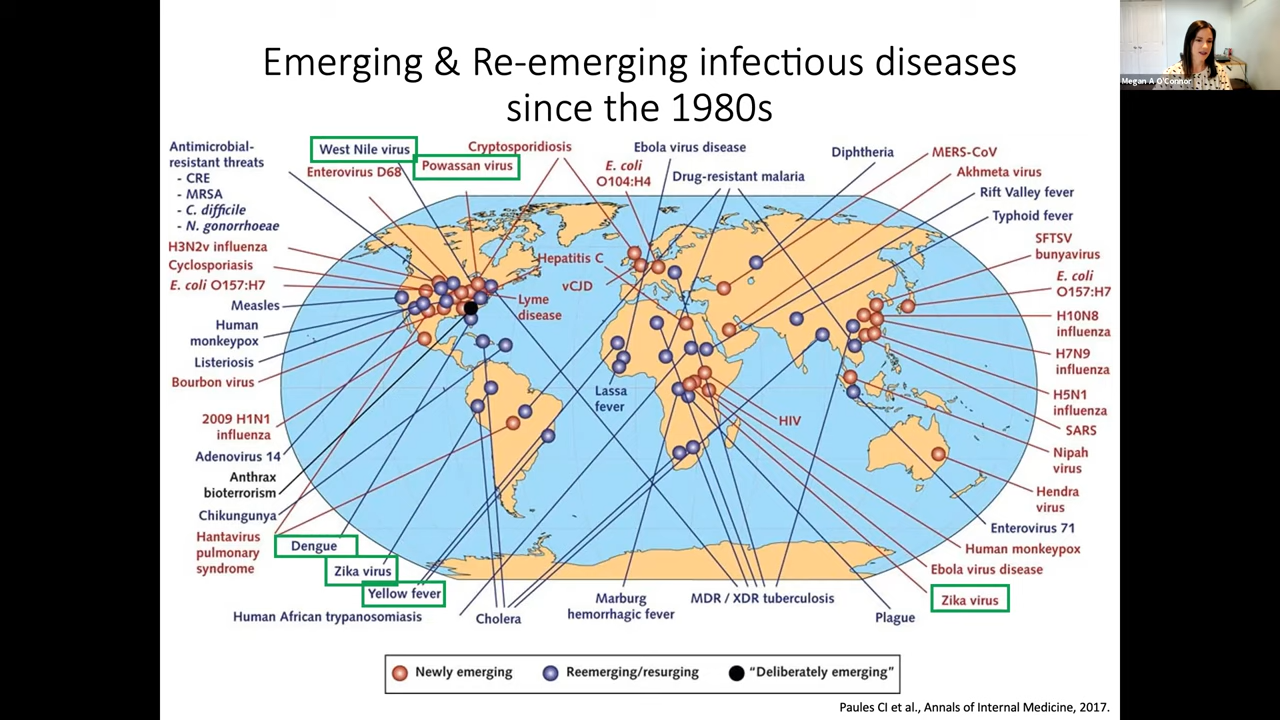 Emerging & Re-emerging infectious diseases
since the 1980s
Megan A O'Connor
Antimicrobial-
resistant threats
- CRE
- MRSA
- C. difficile
- N. gonorrhoeae
West Nile virus
Enterovirus D68
Powassan virus
Cryptosporidiosis
E. coli
O104:H4
Ebola virus disease
Drug-resistant malaria
Diphtheria
MERS-CoV
Akhmeta virus
Rift Valley fever
Typhoid fever
SFTSV
bunyavirus
E. coli
O157:H7
H10N8
influenza
H7N9
influenza
H5N1
influenza
SARS
Nipah
virus
Hendra
virus
Enterovirus 71
Human monkeypox
Ebola virus disease
Zika virus
H3N2v influenza
Cyclosporiasis
E. coli O157:H7
Measles
Human
monkeypox
Listeriosis
Bourbon virus
2009 H1N1
influenza
Adenovirus 14
Anthrax
bioterrorism
Chikungunya
Hantavirus
pulmonary
syndrome
Dengue
Zika virus
Yellow fever
Human African trypanosomiasis
Hepatitis C
vCJD
Lyme
disease
Lassa
fever
HIV
Cholera
Marburg
hemorrhagic fever
MDR / XDR tuberculosis
Plague
Newly emerging
Reemerging/resurging
"Deliberately emerging"
Paules CI et al., Annals of Internal Medicine, 2017.